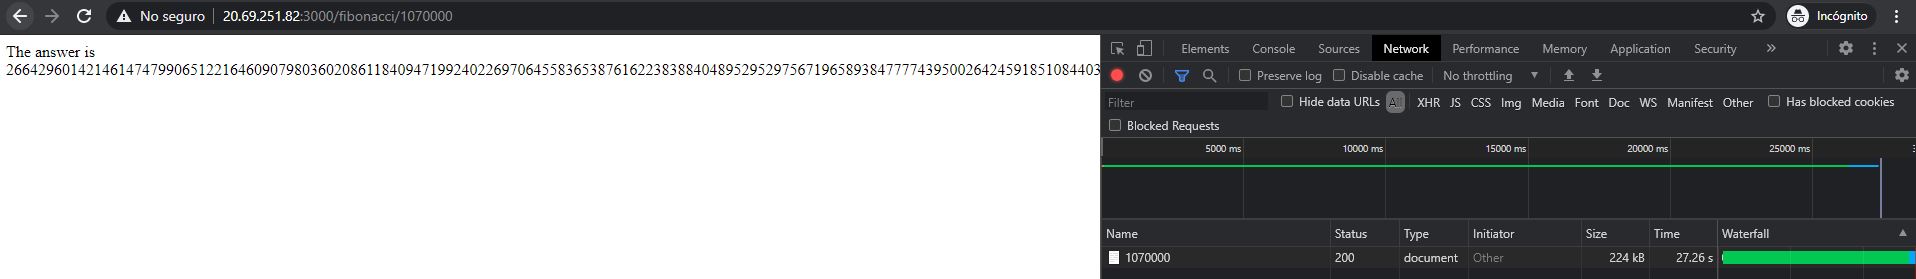 No seguro 20.69.251.82:3000/fibonacci/1070000 Incógnito
The answer is
Elements Console Sources Network Performance Memory Application Security »
Preserve log Disable cache No throttling
Filter Hide data URLs All XHR JS CSS Img Media Font Doc WS Manifest Other Has blocked cookies
Blocked Requests
5000 ms 10000 ms 15000 ms 20000 ms 25000 ms
Name Status Type Initiator Size Time Waterfall
1070000 200 document Other 224 kB 27.26 s